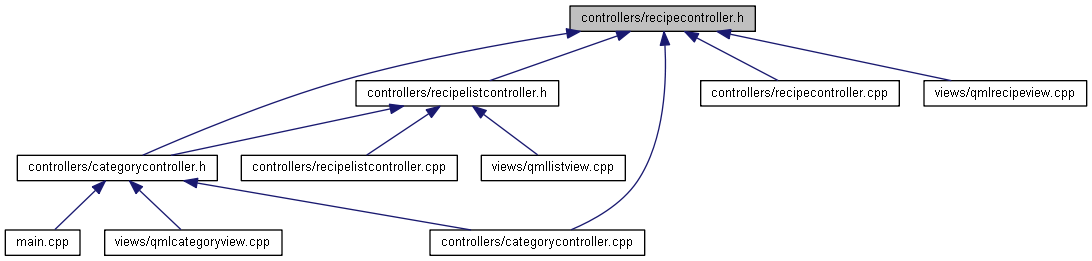 controllers/recipecontroller.h
controllers/recipelistcontroller.h
controllers/recipecontroller.cpp
views/qmlrecipeview.cpp
controllers/categorycontroller.h
controllers/recipelistcontroller.cpp
views/qmllistview.cpp
main.cpp
views/qmlcategoryview.cpp
controllers/categorycontroller.cpp